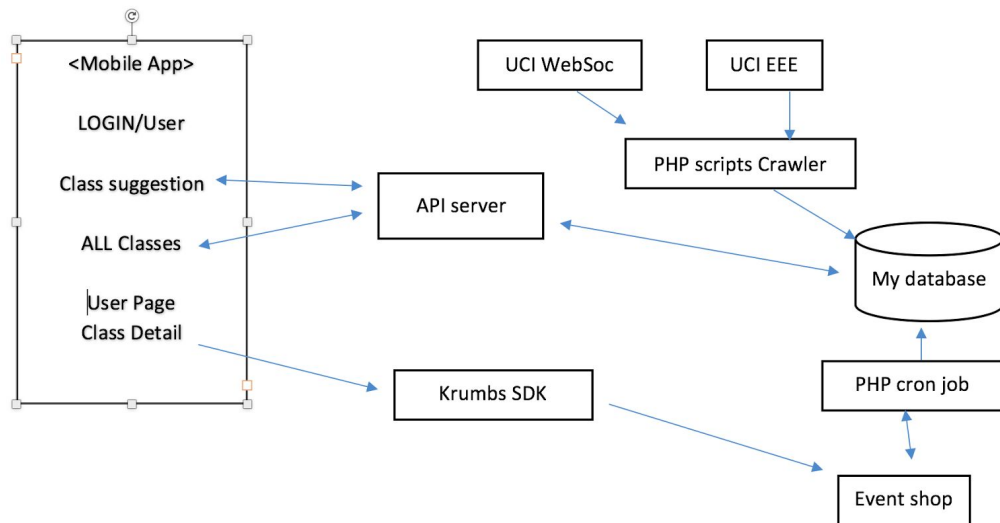 <Mobile App>
LOGIN/User
Class suggestion
ALL Classes
User Page
Class Detail
UCI WebSoc
UCI EEE
PHP scripts Crawler
API server
My database
Krumbs SDK
PHP cron job
Event shop